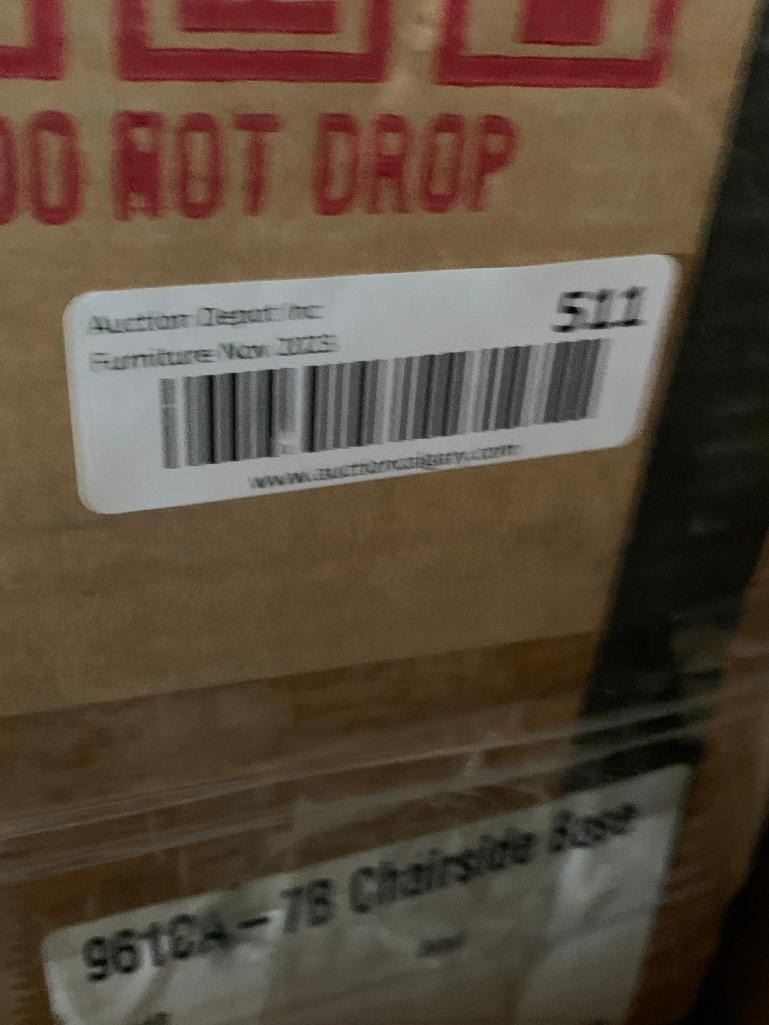 DO NOT DROP
Auction Depot Inc
511
Furniture Nov 2023
www.auctioncalgary.com
961CA-7B Chairside Base